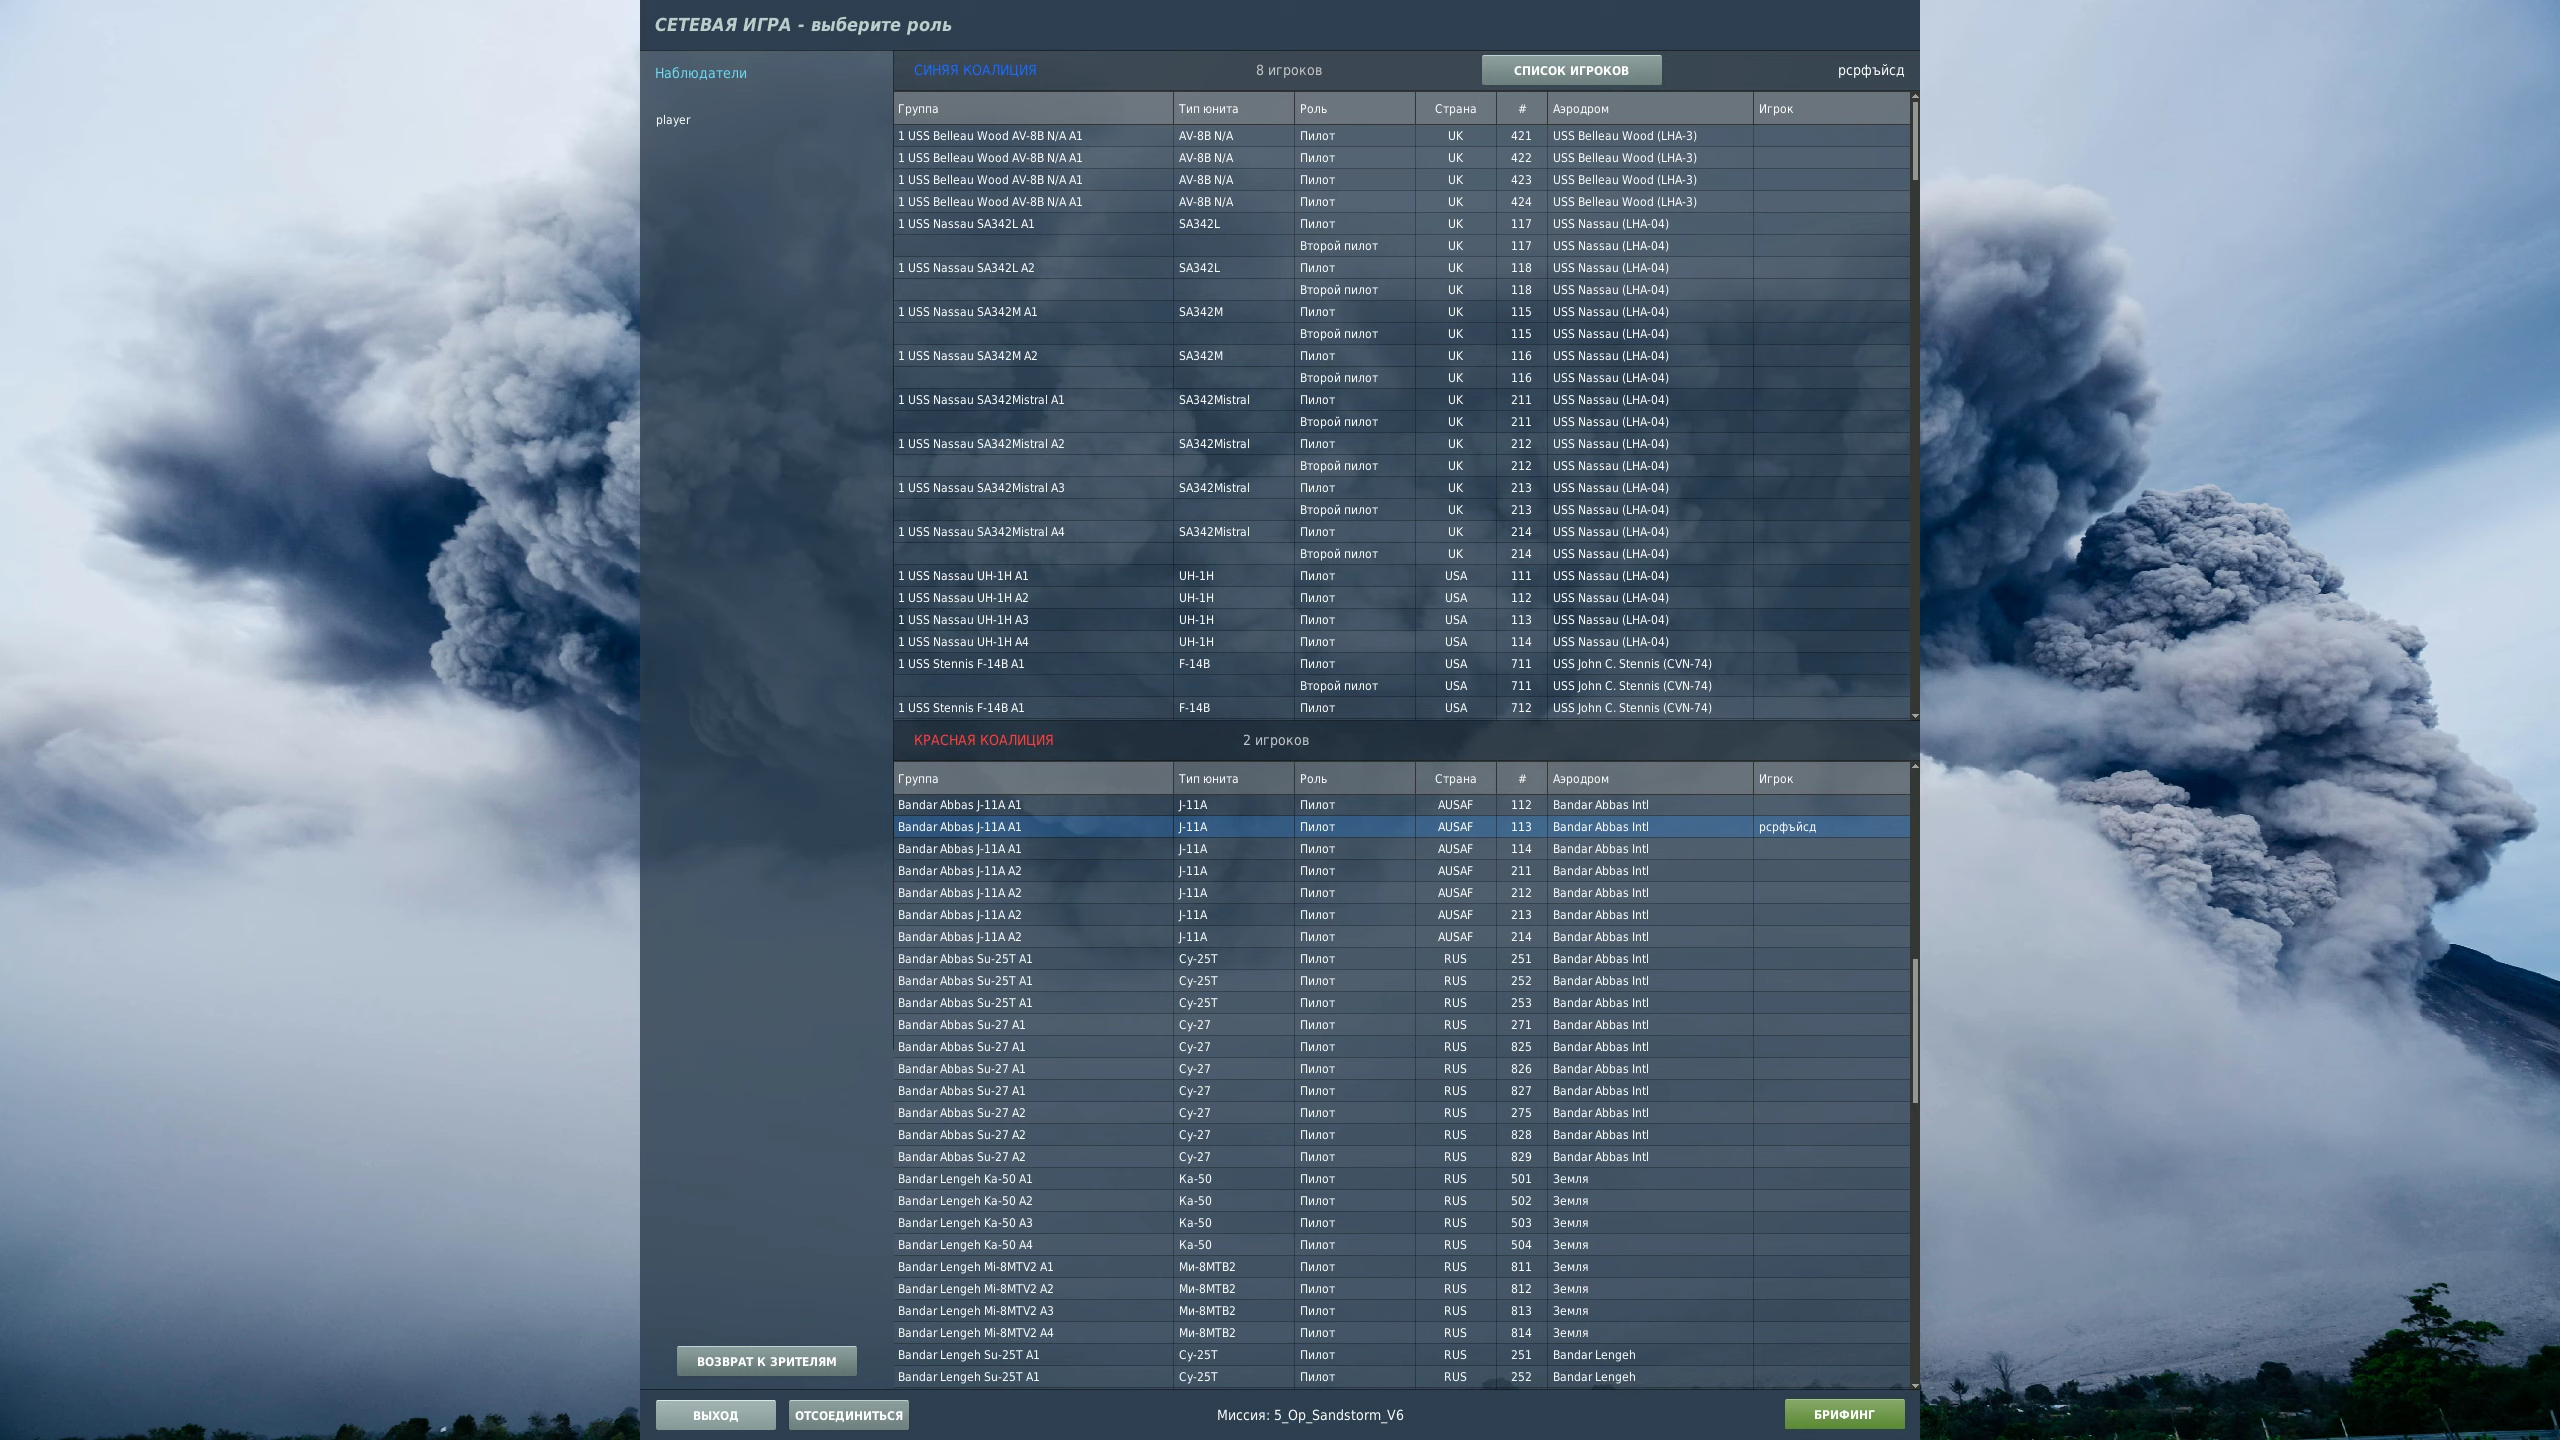 СЕТЕВАЯ ИГРА - выберите роль
Наблюдатели
player
СИНЯЯ КОАЛИЦИЯ 8 игроков СПИСОК ИГРОКОВ рсрфъйсд
Группа Тип юнита Роль Страна # Аэродром Игрок
1 USS Belleau Wood AV-8B N/A A1 AV-8B N/A Пилот UK 421 USS Belleau Wood (LHA-3)
1 USS Belleau Wood AV-8B N/A A1 AV-8B N/A Пилот UK 422 USS Belleau Wood (LHA-3)
1 USS Belleau Wood AV-8B N/A A1 AV-8B N/A Пилот UK 423 USS Belleau Wood (LHA-3)
1 USS Belleau Wood AV-8B N/A A1 AV-8B N/A Пилот UK 424 USS Belleau Wood (LHA-3)
1 USS Nassau SA342L A1 SA342L Пилот UK 117 USS Nassau (LHA-04)
Второй пилот UK 117 USS Nassau (LHA-04)
1 USS Nassau SA342L A2 SA342L Пилот UK 118 USS Nassau (LHA-04)
Второй пилот UK 118 USS Nassau (LHA-04)
1 USS Nassau SA342M A1 SA342M Пилот UK 115 USS Nassau (LHA-04)
Второй пилот UK 115 USS Nassau (LHA-04)
1 USS Nassau SA342M A2 SA342M Пилот UK 116 USS Nassau (LHA-04)
Второй пилот UK 116 USS Nassau (LHA-04)
1 USS Nassau SA342Mistral A1 SA342Mistral Пилот UK 211 USS Nassau (LHA-04)
Второй пилот UK 211 USS Nassau (LHA-04)
1 USS Nassau SA342Mistral A2 SA342Mistral Пилот UK 212 USS Nassau (LHA-04)
Второй пилот UK 212 USS Nassau (LHA-04)
1 USS Nassau SA342Mistral A3 SA342Mistral Пилот UK 213 USS Nassau (LHA-04)
Второй пилот UK 213 USS Nassau (LHA-04)
1 USS Nassau SA342Mistral A4 SA342Mistral Пилот UK 214 USS Nassau (LHA-04)
Второй пилот UK 214 USS Nassau (LHA-04)
1 USS Nassau UH-1H A1 UH-1H Пилот USA 111 USS Nassau (LHA-04)
1 USS Nassau UH-1H A2 UH-1H Пилот USA 112 USS Nassau (LHA-04)
1 USS Nassau UH-1H A3 UH-1H Пилот USA 113 USS Nassau (LHA-04)
1 USS Nassau UH-1H A4 UH-1H Пилот USA 114 USS Nassau (LHA-04)
1 USS Stennis F-14B A1 F-14B Пилот USA 711 USS John C. Stennis (CVN-74)
Второй пилот USA 711 USS John C. Stennis (CVN-74)
1 USS Stennis F-14B A1 F-14B Пилот USA 712 USS John C. Stennis (CVN-74)
КРАСНАЯ КОАЛИЦИЯ 2 игроков
Группа Тип юнита Роль Страна # Аэродром Игрок
Bandar Abbas J-11A A1 J-11A Пилот AUSAF 112 Bandar Abbas Intl
Bandar Abbas J-11A A1 J-11A Пилот AUSAF 113 Bandar Abbas Intl рсрфъйсд
Bandar Abbas J-11A A1 J-11A Пилот AUSAF 114 Bandar Abbas Intl
Bandar Abbas J-11A A2 J-11A Пилот AUSAF 211 Bandar Abbas Intl
Bandar Abbas J-11A A2 J-11A Пилот AUSAF 212 Bandar Abbas Intl
Bandar Abbas J-11A A2 J-11A Пилот AUSAF 213 Bandar Abbas Intl
Bandar Abbas J-11A A2 J-11A Пилот AUSAF 214 Bandar Abbas Intl
Bandar Abbas Su-25T A1 Су-25Т Пилот RUS 251 Bandar Abbas Intl
Bandar Abbas Su-25T A1 Су-25Т Пилот RUS 252 Bandar Abbas Intl
Bandar Abbas Su-25T A1 Су-25Т Пилот RUS 253 Bandar Abbas Intl
Bandar Abbas Su-27 A1 Су-27 Пилот RUS 271 Bandar Abbas Intl
Bandar Abbas Su-27 A1 Су-27 Пилот RUS 825 Bandar Abbas Intl
Bandar Abbas Su-27 A1 Су-27 Пилот RUS 826 Bandar Abbas Intl
Bandar Abbas Su-27 A1 Су-27 Пилот RUS 827 Bandar Abbas Intl
Bandar Abbas Su-27 A2 Су-27 Пилот RUS 275 Bandar Abbas Intl
Bandar Abbas Su-27 A2 Су-27 Пилот RUS 828 Bandar Abbas Intl
Bandar Abbas Su-27 A2 Су-27 Пилот RUS 829 Bandar Abbas Intl
Bandar Lengeh Ka-50 A1 Ка-50 Пилот RUS 501 Земля
Bandar Lengeh Ka-50 A2 Ка-50 Пилот RUS 502 Земля
Bandar Lengeh Ka-50 A3 Ка-50 Пилот RUS 503 Земля
Bandar Lengeh Ka-50 A4 Ка-50 Пилот RUS 504 Земля
Bandar Lengeh Mi-8MTV2 A1 Ми-8МТВ2 Пилот RUS 811 Земля
Bandar Lengeh Mi-8MTV2 A2 Ми-8МТВ2 Пилот RUS 812 Земля
Bandar Lengeh Mi-8MTV2 A3 Ми-8МТВ2 Пилот RUS 813 Земля
Bandar Lengeh Mi-8MTV2 A4 Ми-8МТВ2 Пилот RUS 814 Земля
Bandar Lengeh Su-25T A1 Су-25Т Пилот RUS 251 Bandar Lengeh
Bandar Lengeh Su-25T A1 Су-25Т Пилот RUS 252 Bandar Lengeh
ВОЗВРАТ К ЗРИТЕЛЯМ
ВЫХОД ОТСОЕДИНИТЬСЯ Миссия: 5_Op_Sandstorm_V6 БРИФИНГ